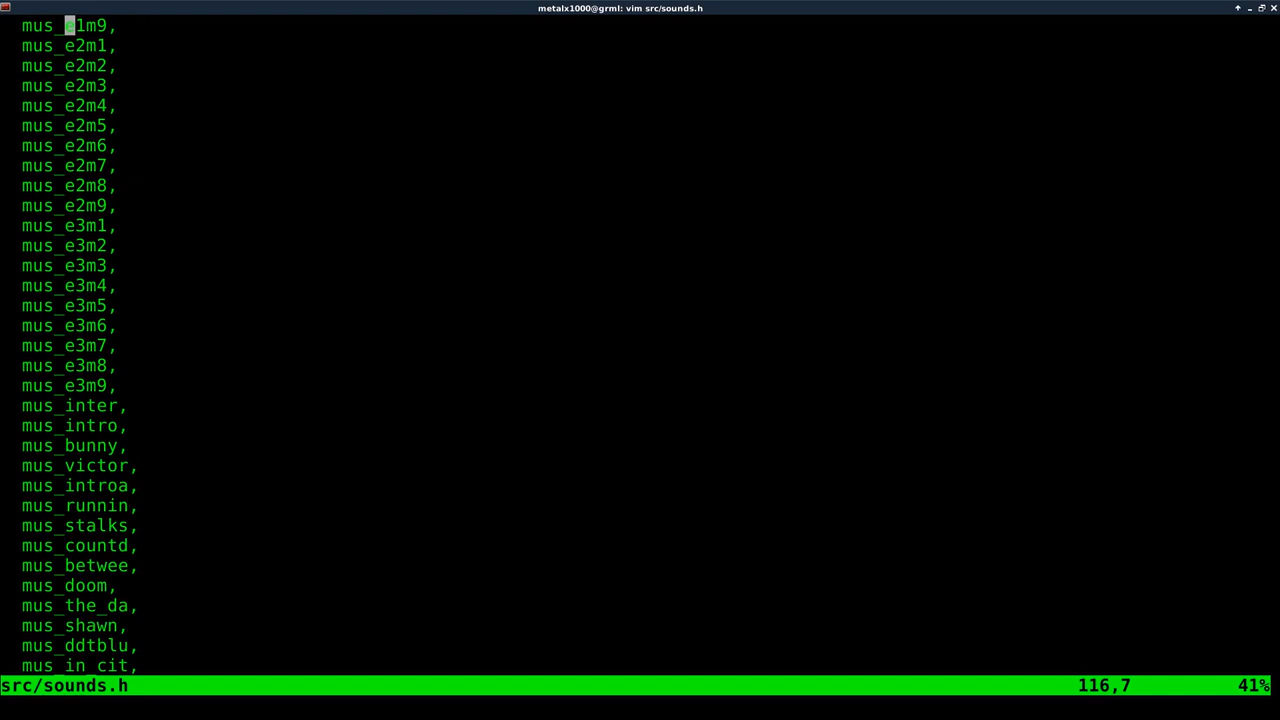 metalx1000@grml: vim src/sounds.h
mus_e1m9,
mus_e2m1,
mus_e2m2,
mus_e2m3,
mus_e2m4,
mus_e2m5,
mus_e2m6,
mus_e2m7,
mus_e2m8,
mus_e2m9,
mus_e3m1,
mus_e3m2,
mus_e3m3,
mus_e3m4,
mus_e3m5,
mus_e3m6,
mus_e3m7,
mus_e3m8,
mus_e3m9,
mus_inter,
mus_intro,
mus_bunny,
mus_victor,
mus_introa,
mus_runnin,
mus_stalks,
mus_countd,
mus_betwee,
mus_doom,
mus_the_da,
mus_shawn,
mus_ddtblu,
mus_in_cit,
src/sounds.h 116,7 41%